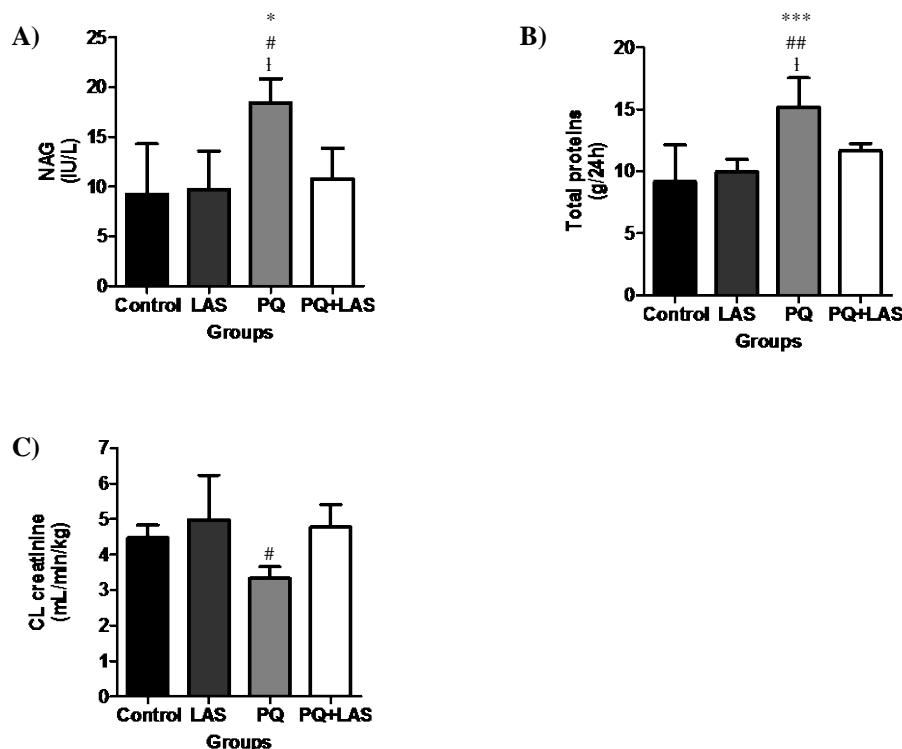 A)
*
#
ƚ
25
20
15
10
5
0
NAG
(IU/L)
Control LAS PQ PQ+LAS
Groups
B)
***
##
ƚ
20
15
10
5
0
Total proteins
(g/24h)
Control LAS PQ PQ+LAS
Groups
C)
#
7
6
5
4
3
2
1
0
CL creatinine
(mL/min/kg)
Control LAS PQ PQ+LAS
Groups